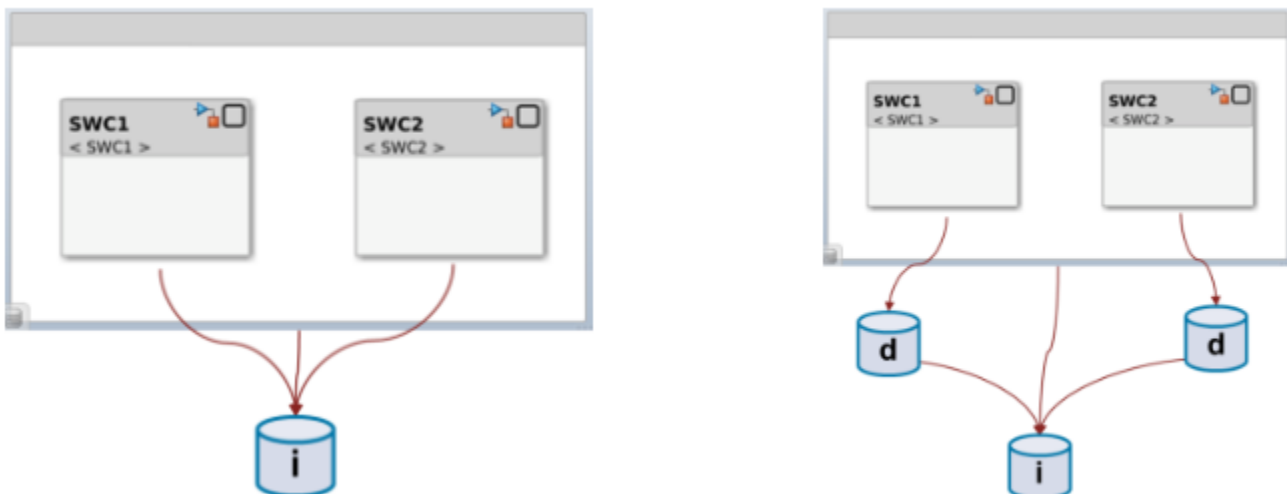 SWC1
< SWC1 >
SWC2
< SWC2 >
i
SWC1
< SWC1 >
SWC2
< SWC2 >
d
d
i